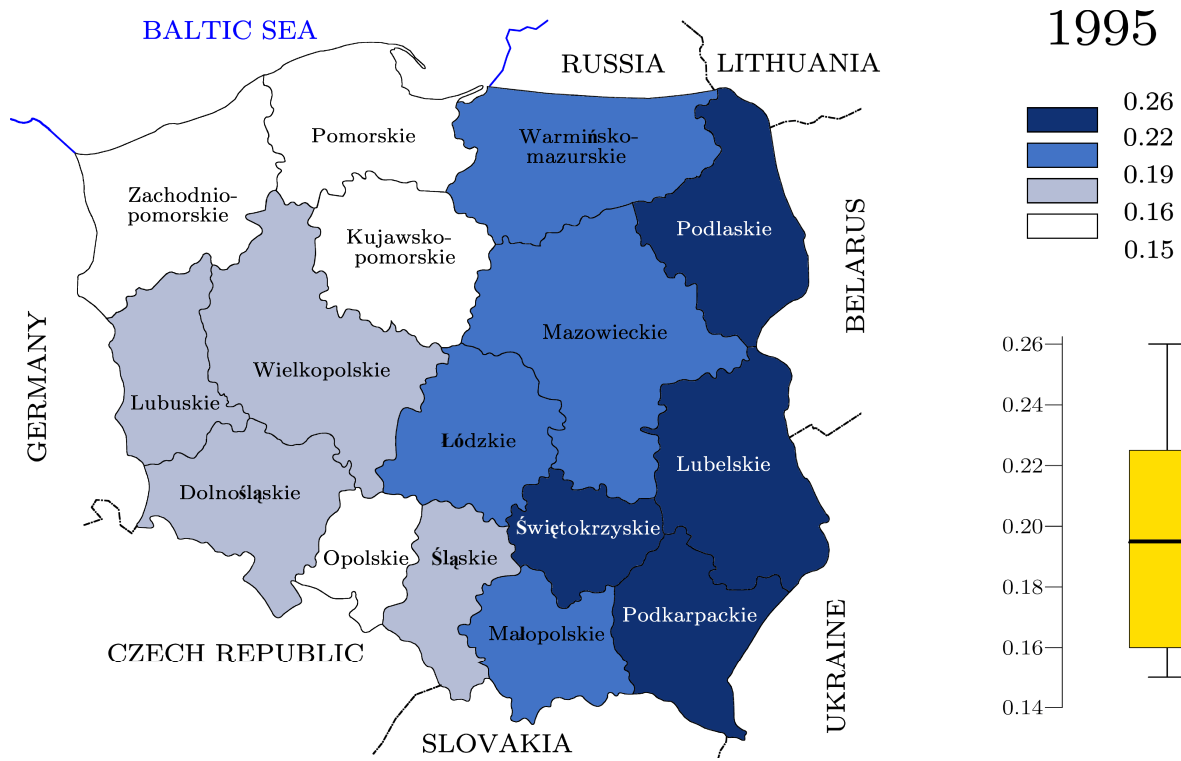 BALTIC SEA
1995
RUSSIA
LITHUANIA
0.26
0.22
0.19
0.16
0.15
Pomorskie
Warmińsko-
mazurskie
Zachodnio-
pomorskie
Podlaskie
Kujawsko-
pomorskie
BELARUS
Mazowieckie
GERMANY
Wielkopolskie
Lubuskie
Łódzkie
Lubelskie
Dolnośląskie
Świętokrzyskie
Opolskie
Śląskie
Podkarpackie
Małopolskie
UKRAINE
CZECH REPUBLIC
SLOVAKIA
0.26
0.24
0.22
0.20
0.18
0.16
0.14